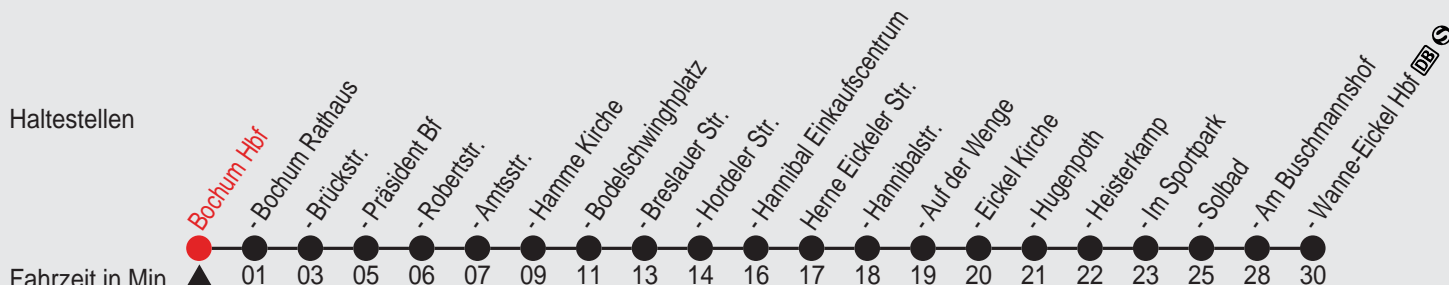 Haltestellen
Bochum Hbf
- Bochum Rathaus
- Brückstr.
- Präsident Bf
- Robertstr.
- Amtsstr.
- Hamme Kirche
- Bodelschwinghplatz
- Breslauer Str.
- Hordeler Str.
- Hannibal Einkaufscentrum
Herne Eickeler Str.
- Hannibalstr.
- Auf der Wenge
- Eickel Kirche
- Hugenpoth
- Heisterkamp
- Im Sportpark
- Solbad
- Am Buschmannshof
- Wanne-Eickel Hbf DB S
Fahrzeit in Min 01 03 05 06 07 09 11 13 14 16 17 18 19 20 21 22 23 25 28 30